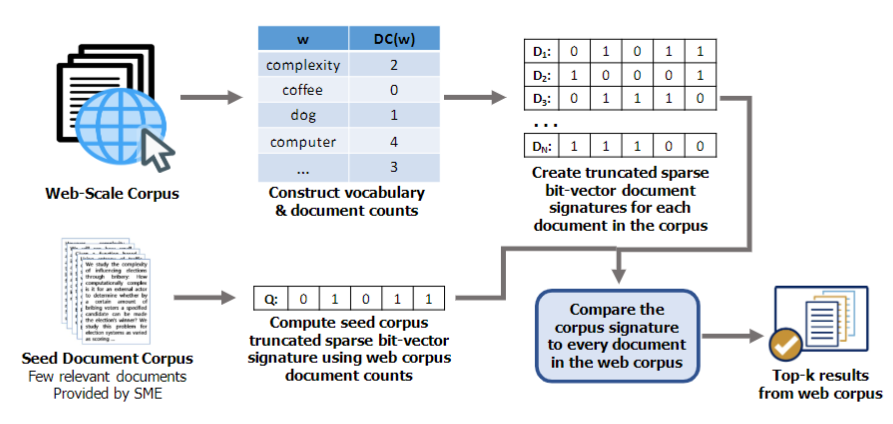 w DC(w)
complexity 2
coffee 0
dog 1
computer 4
... 3
D₁: 0 1 0 1 1
D₂: 1 0 0 0 1
D₃: 0 1 1 1 0
...
Dₙ: 1 1 1 0 0
Web-Scale Corpus
Construct vocabulary
& document counts
Create truncated sparse
bit-vector document
signatures for each
document in the corpus
We study the complexity
of influencing elections
through bribery: How
computationally complex
is it for an external actor
to determine whether by
a certain amount of
bribing voters a specified
candidate can be made
the election's winner? We
study this problem for
election systems as varied
as scoring ...
Seed Document Corpus
Few relevant documents
Provided by SME
Q: 0 1 0 1 1
Compute seed corpus
truncated sparse bit-vector
signature using web corpus
document counts
Compare the
corpus signature
to every document
in the web corpus
Top-k results
from web corpus